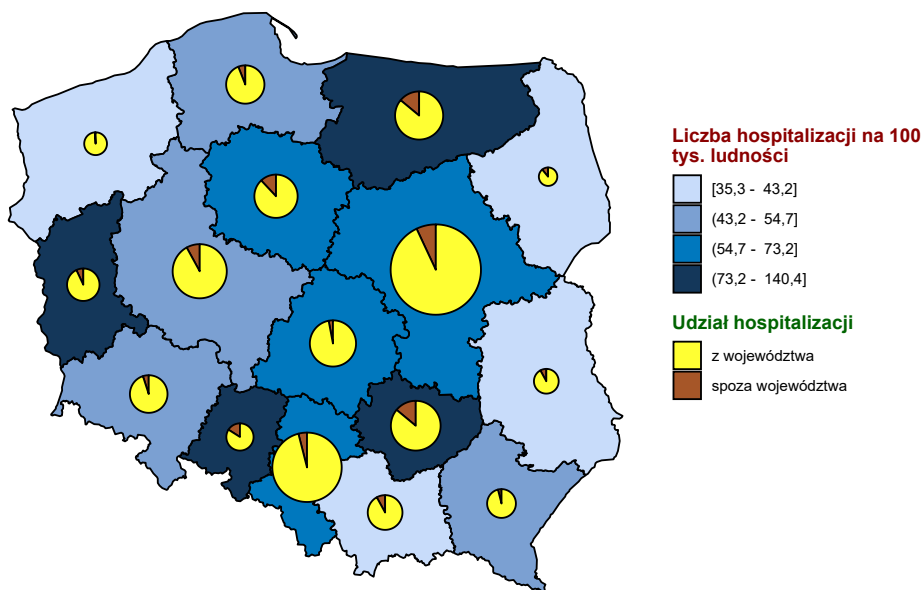 Liczba hospitalizacji na 100
tys. ludności
[35,3 - 43,2]
(43,2 - 54,7]
(54,7 - 73,2]
(73,2 - 140,4]
Udział hospitalizacji
z województwa
spoza województwa